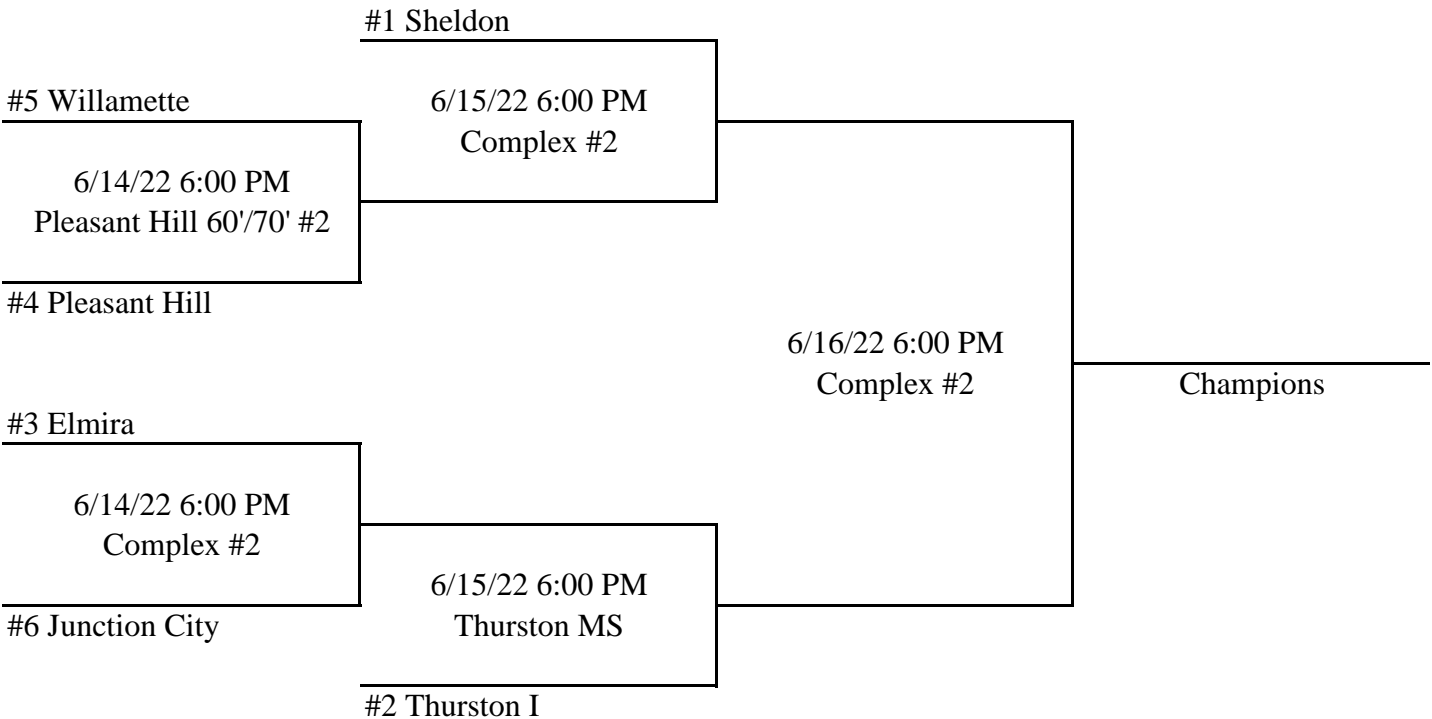 #1 Sheldon
#5 Willamette
6/15/22 6:00 PM
Complex #2
6/14/22 6:00 PM
Pleasant Hill 60'/70' #2
#4 Pleasant Hill
6/16/22 6:00 PM
Complex #2
Champions
#3 Elmira
6/14/22 6:00 PM
Complex #2
6/15/22 6:00 PM
Thurston MS
#6 Junction City
#2 Thurston I